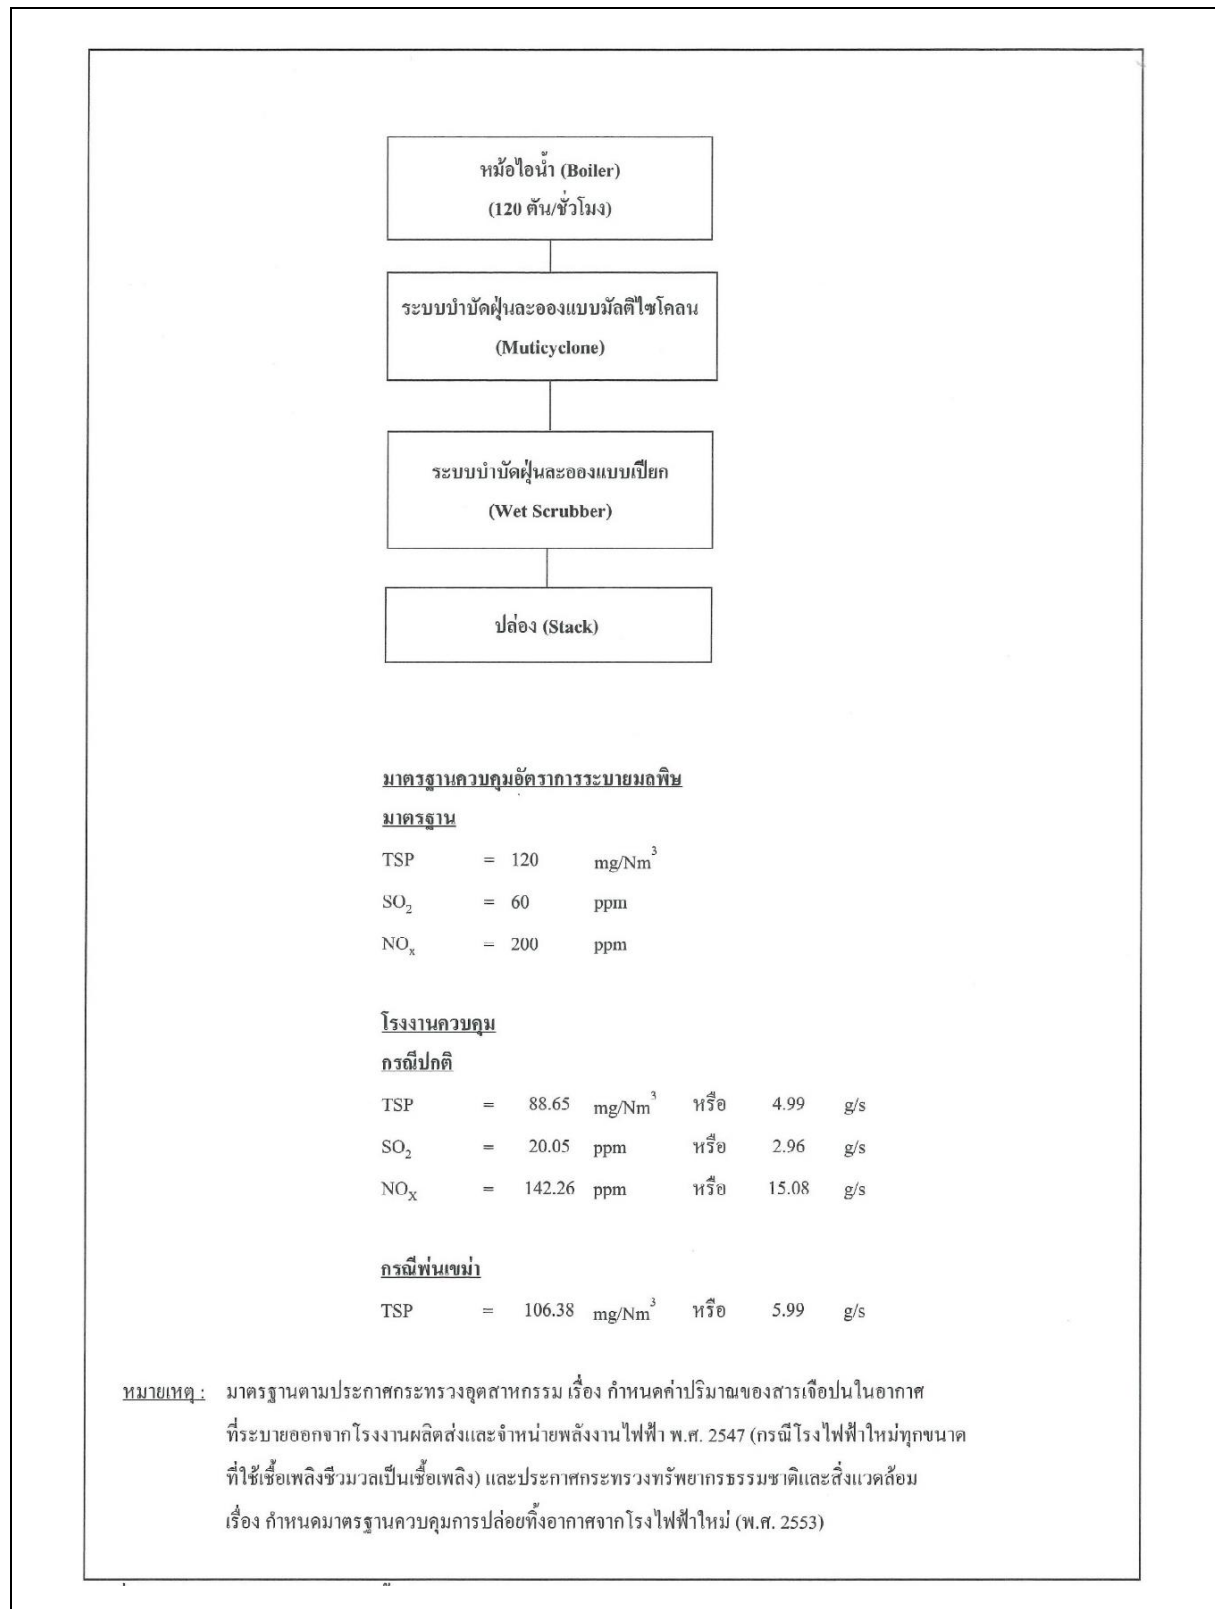 หม้อไอน้ำ (Boiler)
(120 ตัน/ชั่วโมง)
ระบบบำบัดฝุ่นละอองแบบมัลติไซโคลน
(Muticyclone)
ระบบบำบัดฝุ่นละอองแบบเปียก
(Wet Scrubber)
ปล่อง (Stack)
มาตรฐานควบคุมอัตราการระบายมลพิษ
มาตรฐาน
TSP = 120 mg/Nm³
SO₂ = 60 ppm
NOₓ = 200 ppm
โรงงานควบคุม
กรณีปกติ
TSP = 88.65 mg/Nm³ หรือ 4.99 g/s
SO₂ = 20.05 ppm หรือ 2.96 g/s
NOX = 142.26 ppm หรือ 15.08 g/s
กรณีพ่นเขม่า
TSP = 106.38 mg/Nm³ หรือ 5.99 g/s
หมายเหตุ : มาตรฐานตามประกาศกระทรวงอุตสาหกรรม เรื่อง กำหนดค่าปริมาณของสารเจือปนในอากาศ
ที่ระบายออกจากโรงงานผลิตส่งและจำหน่ายพลังงานไฟฟ้า พ.ศ. 2547 (กรณีโรงไฟฟ้าใหม่ทุกขนาด
ที่ใช้เชื้อเพลิงชีวมวลเป็นเชื้อเพลิง) และประกาศกระทรวงทรัพยากรธรรมชาติและสิ่งแวดล้อม
เรื่อง กำหนดมาตรฐานควบคุมการปล่อยทิ้งอากาศจากโรงไฟฟ้าใหม่ (พ.ศ. 2553)